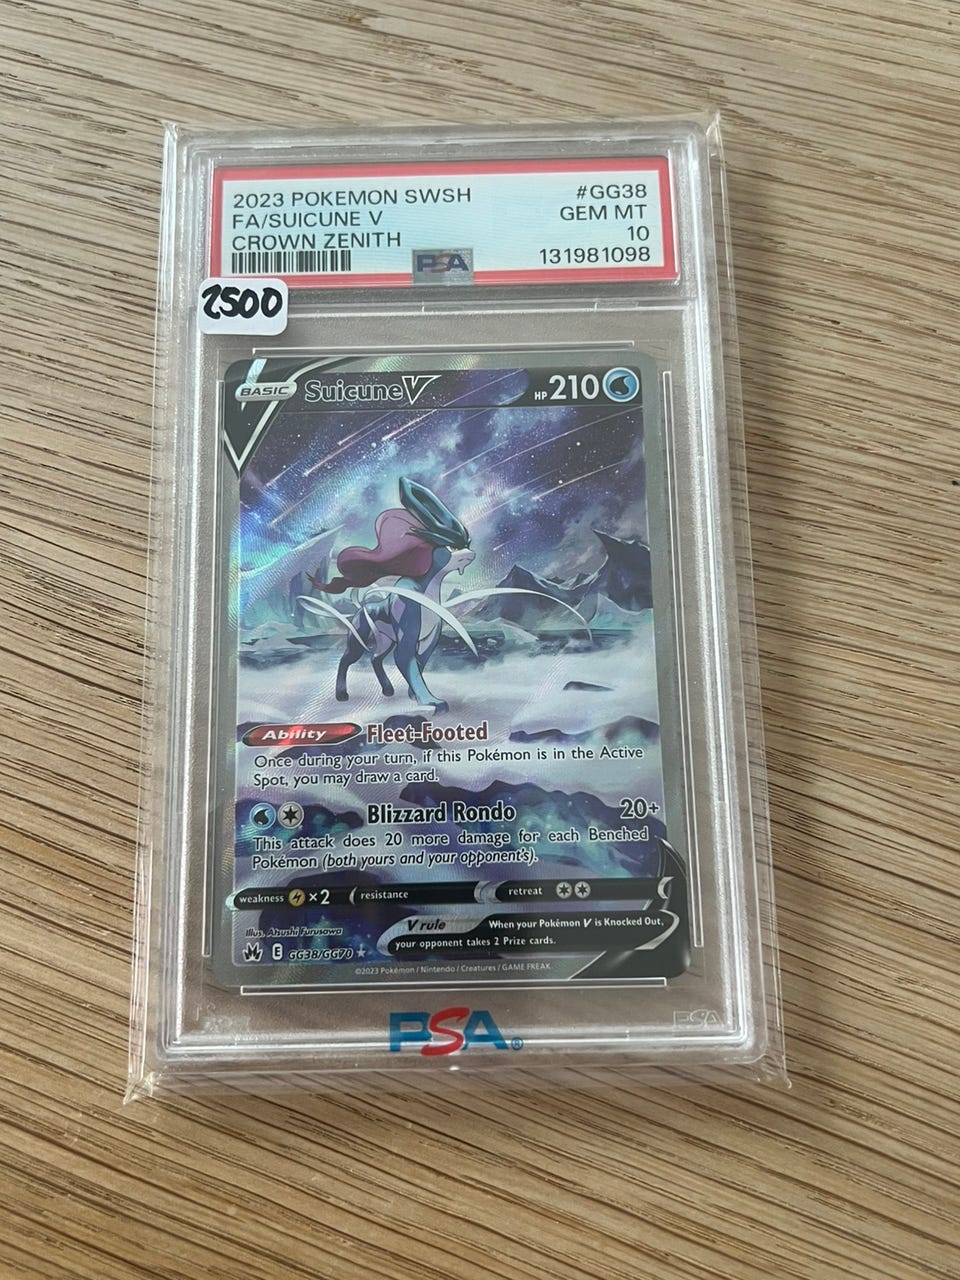 2023 POKEMON SWSH #GG38
FA/SUICUNE V GEM MT
CROWN ZENITH 10
131981098
PSA
2500
BASIC Suicune V HP 210
Ability Fleet-Footed
Once during your turn, if this Pokémon is in the Active
Spot, you may draw a card.
Blizzard Rondo 20+
This attack does 20 more damage for each Benched
Pokémon (both yours and your opponent's).
weakness ×2 resistance retreat
V rule When your Pokémon V is Knocked Out,
your opponent takes 2 Prize cards.
Illus. Atsushi Furusawa
E GG38/GG70
©2023 Pokémon / Nintendo / Creatures / GAME FREAK
PSA
PSA®